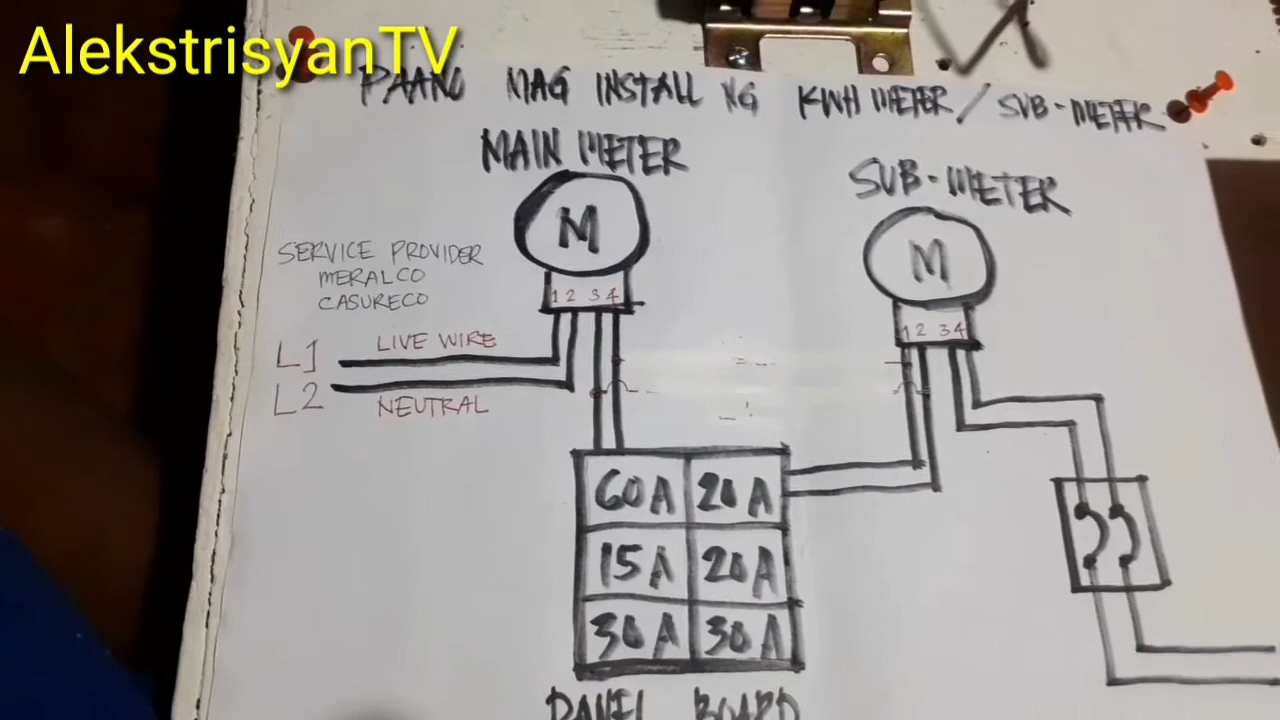 AlekstrisyanTV
PAANO MAG INSTALL NG KWH METER / SUB-METER
MAIN METER
SUB-METER
M
M
SERVICE PROVIDER
MERALCO
CASURECO
1 2 3 4
1 2 3 4
L1 LIVE WIRE
L2 NEUTRAL
60A 20A
15A 20A
30A 30A
PANEL BOARD